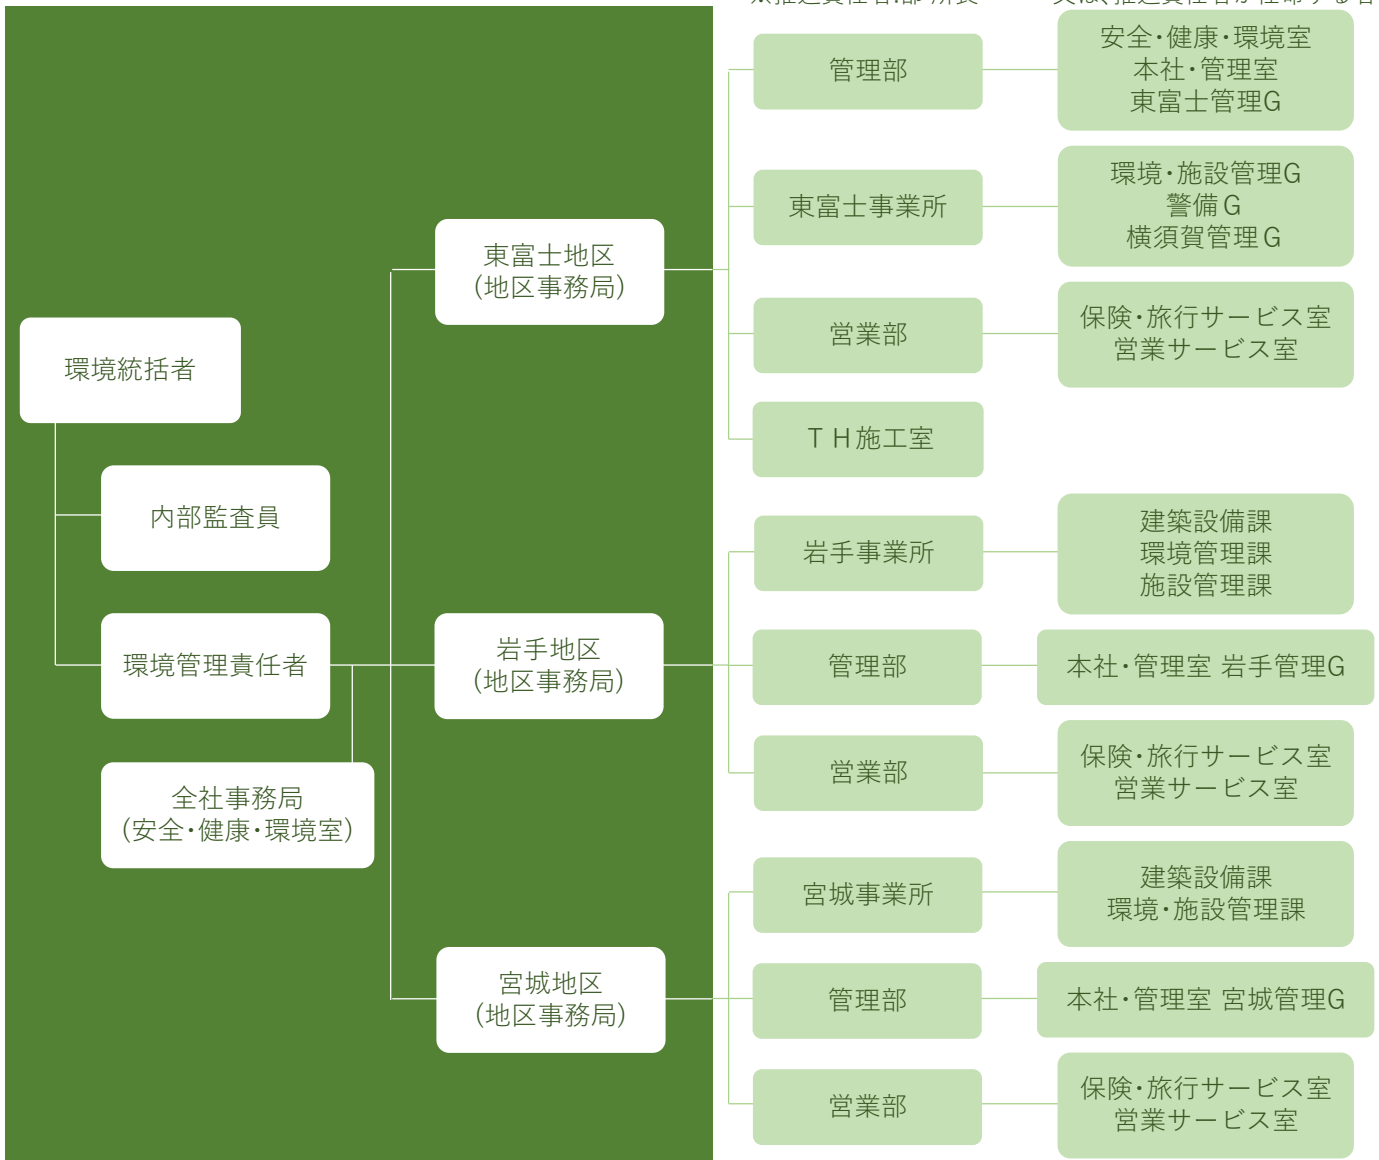 環境統括者
内部監査員
環境管理責任者
全社事務局
(安全・健康・環境室)
東富士地区
(地区事務局)
管理部
安全・健康・環境室
本社・管理室
東富士管理G
東富士事業所
環境・施設管理G
警備G
横須賀管理G
営業部
保険・旅行サービス室
営業サービス室
ＴＨ施工室
岩手地区
(地区事務局)
岩手事業所
建築設備課
環境管理課
施設管理課
管理部
本社・管理室 岩手管理G
営業部
保険・旅行サービス室
営業サービス室
宮城地区
(地区事務局)
宮城事業所
建築設備課
環境・施設管理課
管理部
本社・管理室 宮城管理G
営業部
保険・旅行サービス室
営業サービス室